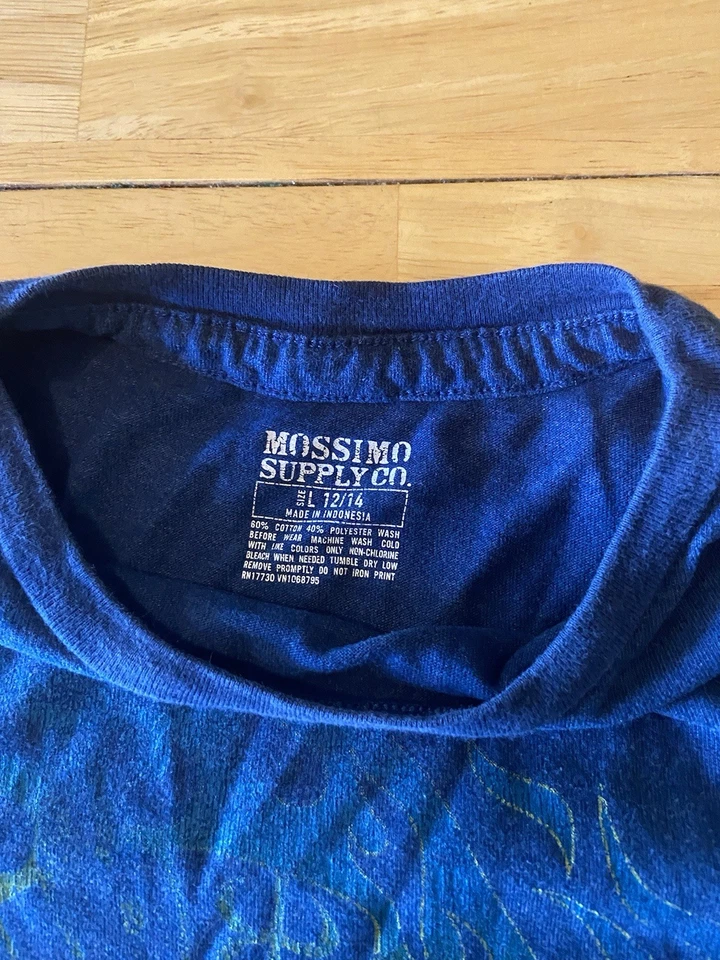 MOSSIMO
SUPPLY CO.
SIZE L 12/14
MADE IN INDONESIA
60% COTTON 40% POLYESTER WASH
BEFORE WEAR MACHINE WASH COLD
WITH LIKE COLORS ONLY NON-CHLORINE
BLEACH WHEN NEEDED TUMBLE DRY LOW
REMOVE PROMPTLY DO NOT IRON PRINT
RN17730 VN1068795